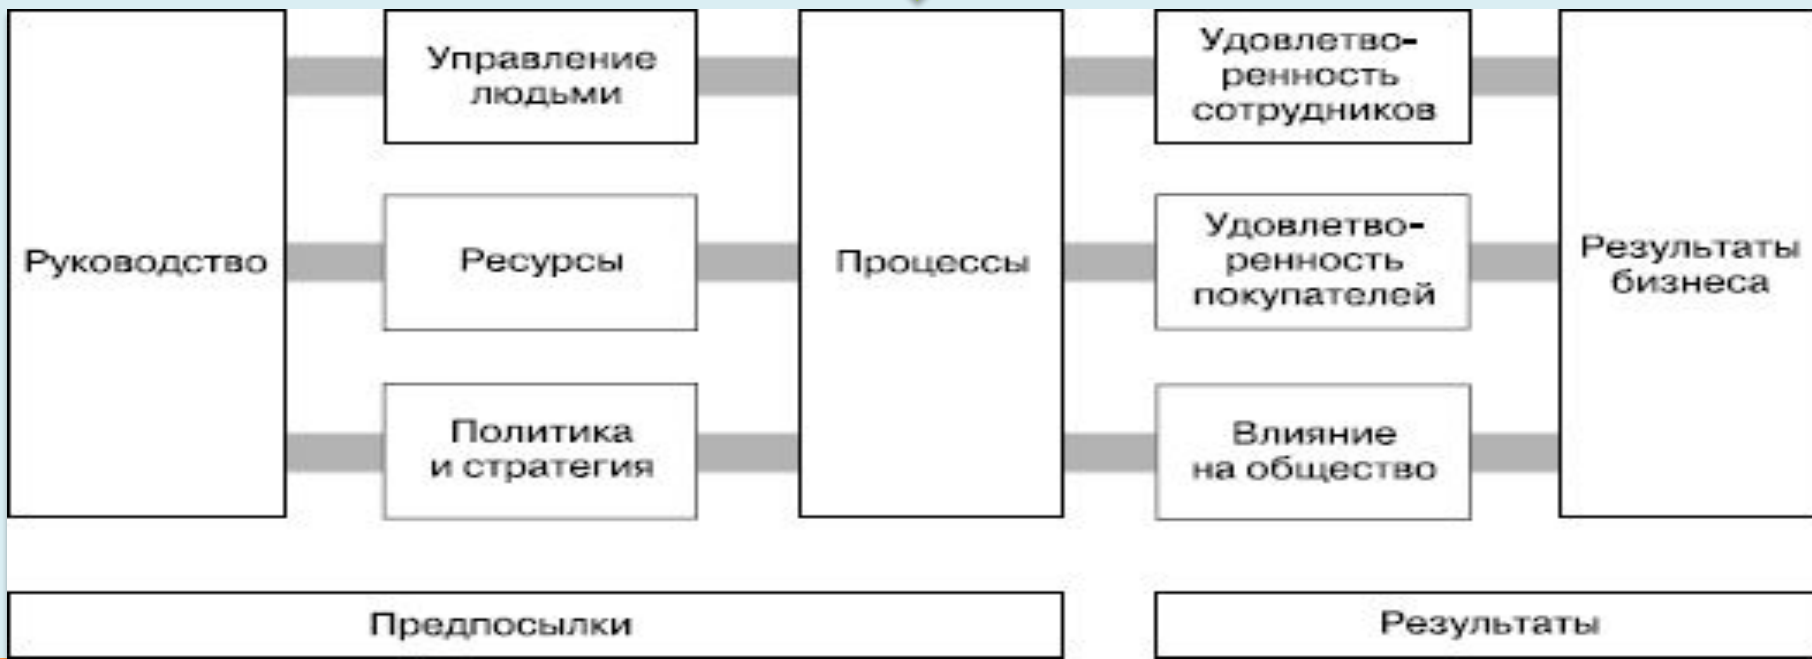 Руководство
Управление
людьми
Ресурсы
Политика
и стратегия
Процессы
Удовлетво-
ренность
сотрудников
Удовлетво-
ренность
покупателей
Влияние
на общество
Результаты
бизнеса
Предпосылки
Результаты